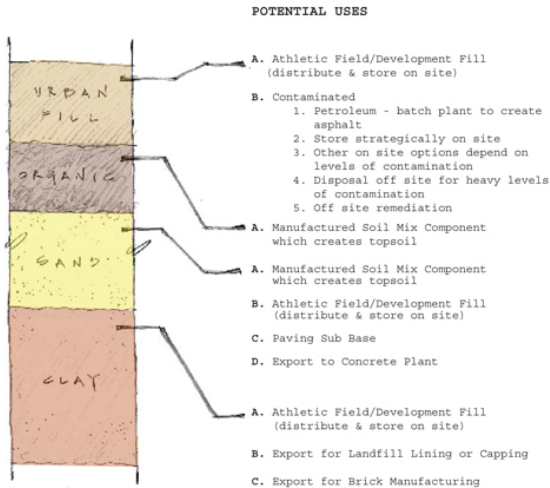 POTENTIAL USES
URBAN
FILL
ORGANIC
SAND
CLAY
A. Athletic Field/Development Fill
(distribute & store on site)
B. Contaminated
1. Petroleum - batch plant to create
asphalt
2. Store strategically on site
3. Other on site options depend on
levels of contamination
4. Disposal off site for heavy levels
of contamination
5. Off site remediation
A. Manufactured Soil Mix Component
which creates topsoil
A. Manufactured Soil Mix Component
which creates topsoil
B. Athletic Field/Development Fill
(distribute & store on site)
C. Paving Sub Base
D. Export to Concrete Plant
A. Athletic Field/Development Fill
(distribute & store on site)
B. Export for Landfill Lining or Capping
C. Export for Brick Manufacturing